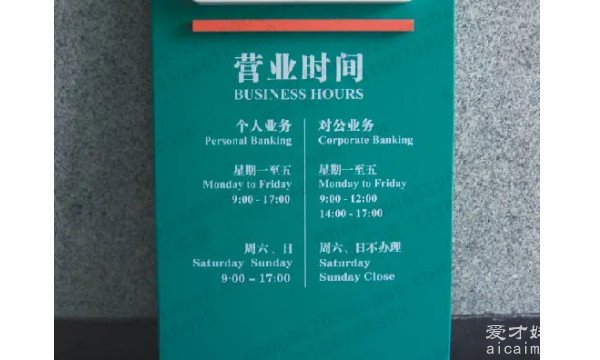 营业时间
BUSINESS HOURS
个人业务
Personal Banking
星期一至五
Monday to Friday
9:00 - 17:00
周六、日
Saturday Sunday
9:00 - 17:00
对公业务
Corporate Banking
星期一至五
Monday to Friday
9:00 - 12:00
14:00 - 17:00
周六、日不办理
Saturday
Sunday Close
爱才
aicaim